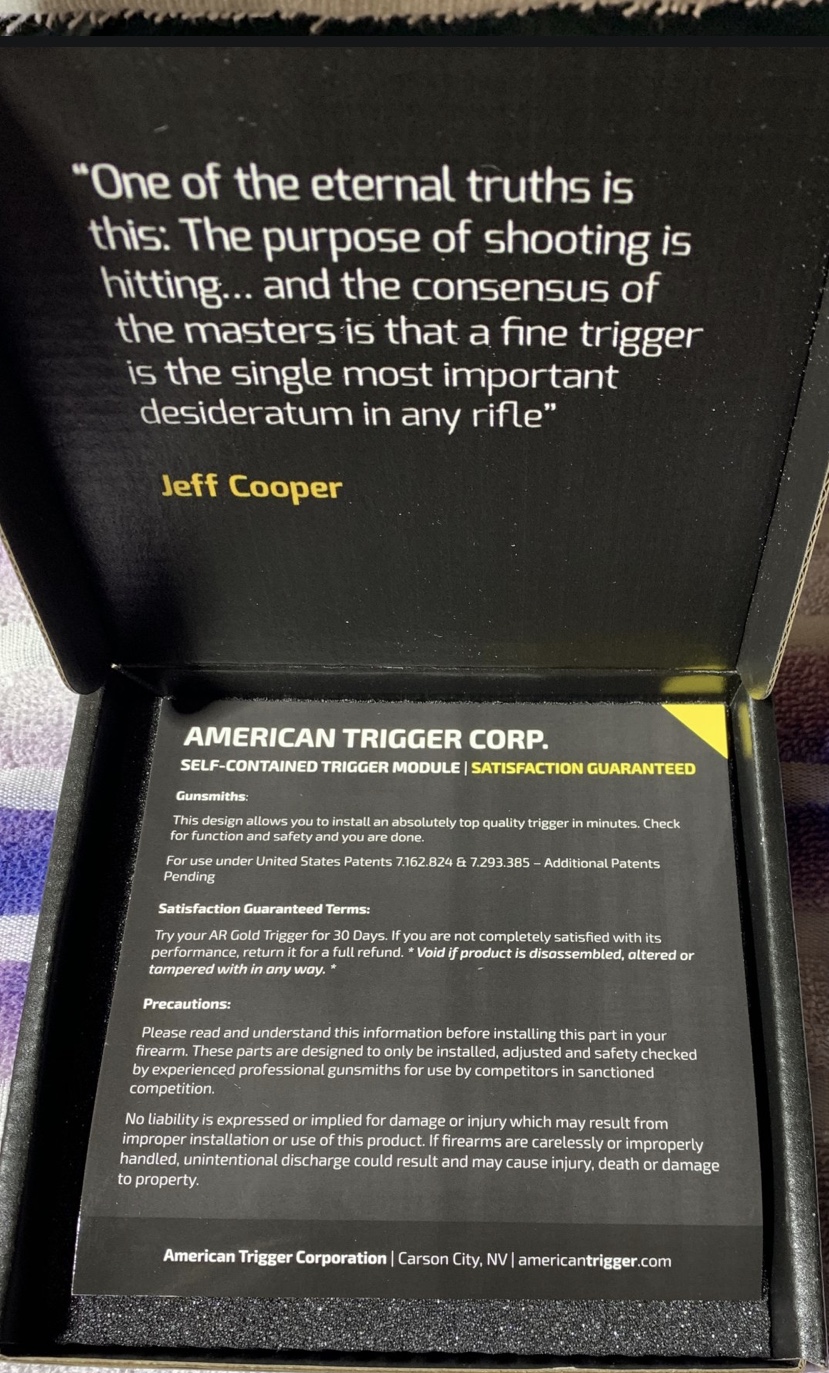 “One of the eternal truths is
this: The purpose of shooting is
hitting... and the consensus of
the masters is that a fine trigger
is the single most important
desideratum in any rifle”
Jeff Cooper
AMERICAN TRIGGER CORP.
SELF-CONTAINED TRIGGER MODULE | SATISFACTION GUARANTEED
Gunsmiths:
This design allows you to install an absolutely top quality trigger in minutes. Check
for function and safety and you are done.
For use under United States Patents 7.162.824 & 7.293.385 – Additional Patents
Pending
Satisfaction Guaranteed Terms:
Try your AR Gold Trigger for 30 Days. If you are not completely satisfied with its
performance, return it for a full refund. * Void if product is disassembled, altered or
tampered with in any way. *
Precautions:
Please read and understand this information before installing this part in your
firearm. These parts are designed to only be installed, adjusted and safety checked
by experienced professional gunsmiths for use by competitors in sanctioned
competition.
No liability is expressed or implied for damage or injury which may result from
improper installation or use of this product. If firearms are carelessly or improperly
handled, unintentional discharge could result and may cause injury, death or damage
to property.
American Trigger Corporation | Carson City, NV | americantrigger.com